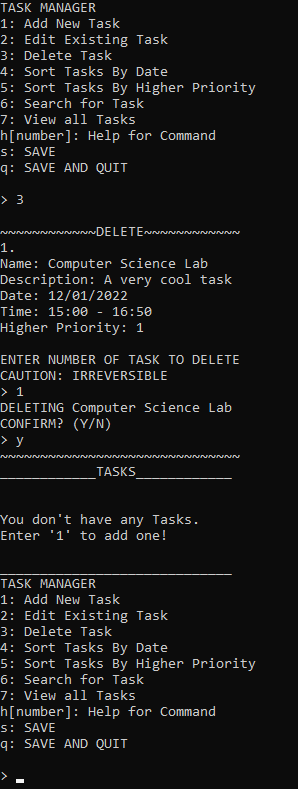 TASK MANAGER
1: Add New Task
2: Edit Existing Task
3: Delete Task
4: Sort Tasks By Date
5: Sort Tasks By Higher Priority
6: Search for Task
7: View all Tasks
h[number]: Help for Command
s: SAVE
q: SAVE AND QUIT
> 3
~~~~~~~~~~~~DELETE~~~~~~~~~~~~
1.
Name: Computer Science Lab
Description: A very cool task
Date: 12/01/2022
Time: 15:00 - 16:50
Higher Priority: 1
ENTER NUMBER OF TASK TO DELETE
CAUTION: IRREVERSIBLE
> 1
DELETING Computer Science Lab
CONFIRM? (Y/N)
> y
~~~~~~~~~~~~~~~~~~~~~~~~~~~~~~
____________TASKS____________
You don't have any Tasks.
Enter '1' to add one!
_____________________________
TASK MANAGER
1: Add New Task
2: Edit Existing Task
3: Delete Task
4: Sort Tasks By Date
5: Sort Tasks By Higher Priority
6: Search for Task
7: View all Tasks
h[number]: Help for Command
s: SAVE
q: SAVE AND QUIT
> _